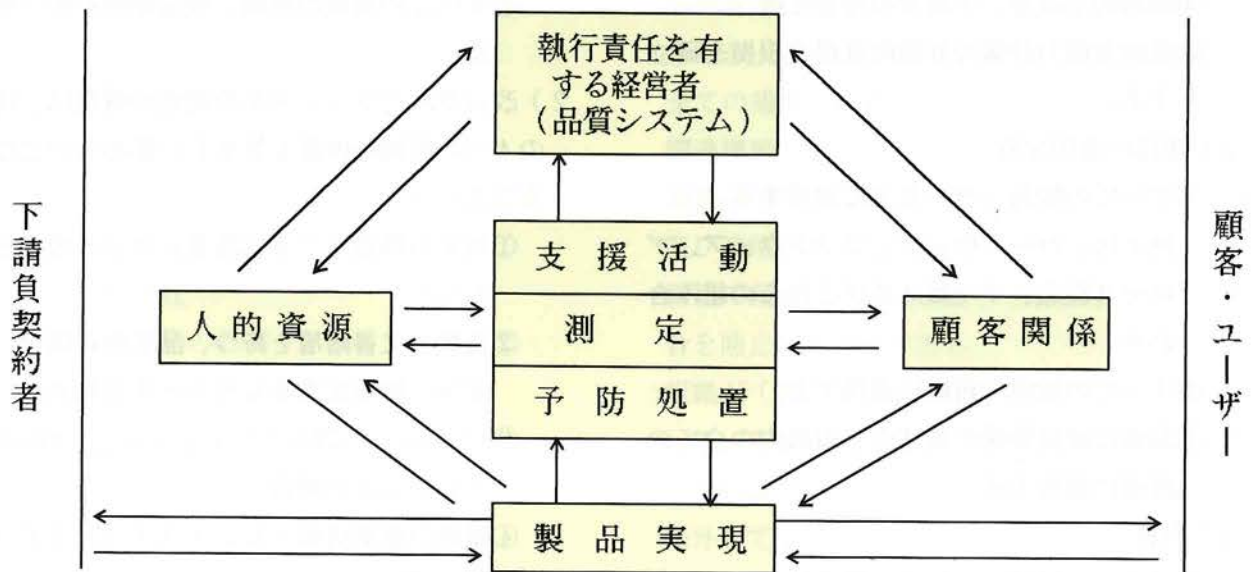 執行責任を有
する経営者
(品質システム)
下請負契約者
支援活動
人的資源
測定
顧客関係
予防処置
製品実現
顧客・ユーザー